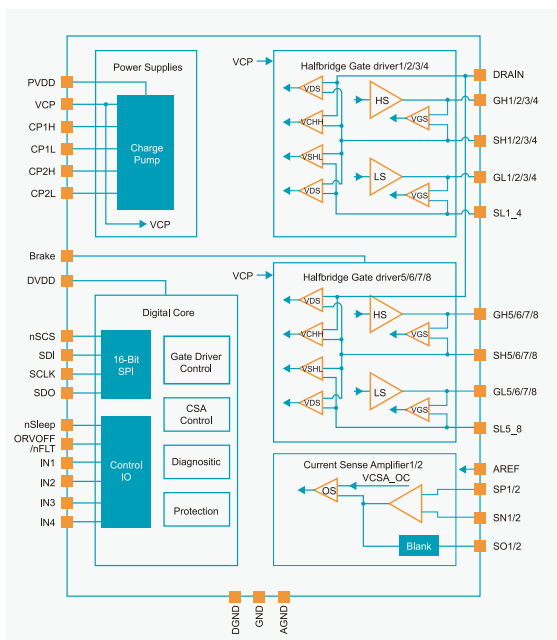 Power Supplies
PVDD
VCP
CP1H
CP1L
CP2H
CP2L
Charge
Pump
VCP
Brake
DVDD
Digital Core
nSCS
SDI
SCLK
SDO
16-Bit
SPI
nSleep
ORVOFF
/nFLT
IN1
IN2
IN3
IN4
Control
IO
Gate Driver
Control
CSA
Control
Diagnositic
Protection
VCP
Halfbridge Gate driver1/2/3/4
VDS
VCHH
VSHL
VDS
HS
VGS
LS
VGS
DRAIN
GH1/2/3/4
SH1/2/3/4
GL1/2/3/4
SL1_4
VCP
Halfbridge Gate driver5/6/7/8
VDS
VCHH
VSHL
VDS
HS
VGS
LS
VGS
GH5/6/7/8
SH5/6/7/8
GL5/6/7/8
SL5_8
Current Sense Amplifier1/2
VCSA_OC
OS
Blank
AREF
SP1/2
SN1/2
SO1/2
DGND
GND
AGND